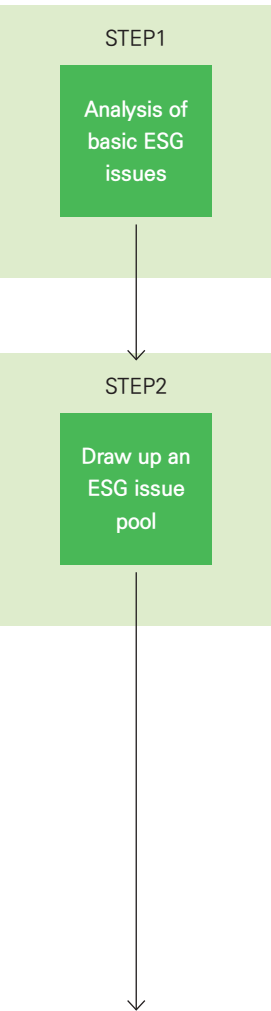 STEP1
Analysis of
basic ESG
issues
STEP2
Draw up an
ESG issue
pool